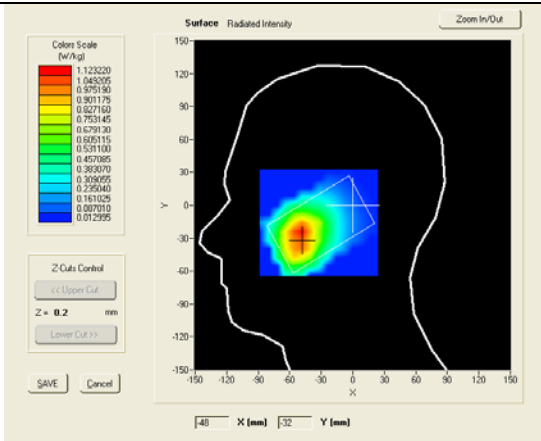 Surface Radiated Intensity
Zoom In/Out
Colors Scale
(W/kg)
1.123220
1.049205
0.975190
0.901175
0.827160
0.753145
0.679130
0.605115
0.531100
0.457085
0.383070
0.309055
0.235040
0.161025
0.087010
0.012995
Z-Cuts Control
<< Upper Cut
Z = 0.2 mm
Lower Cut >>
SAVE Cancel
150
90
60
30
Y 0
-30
-60
-90
-120
-150
-150 -120 -90 -60 -30 0 30 60 90 120 150
X
-48 X (mm) -32 Y (mm)